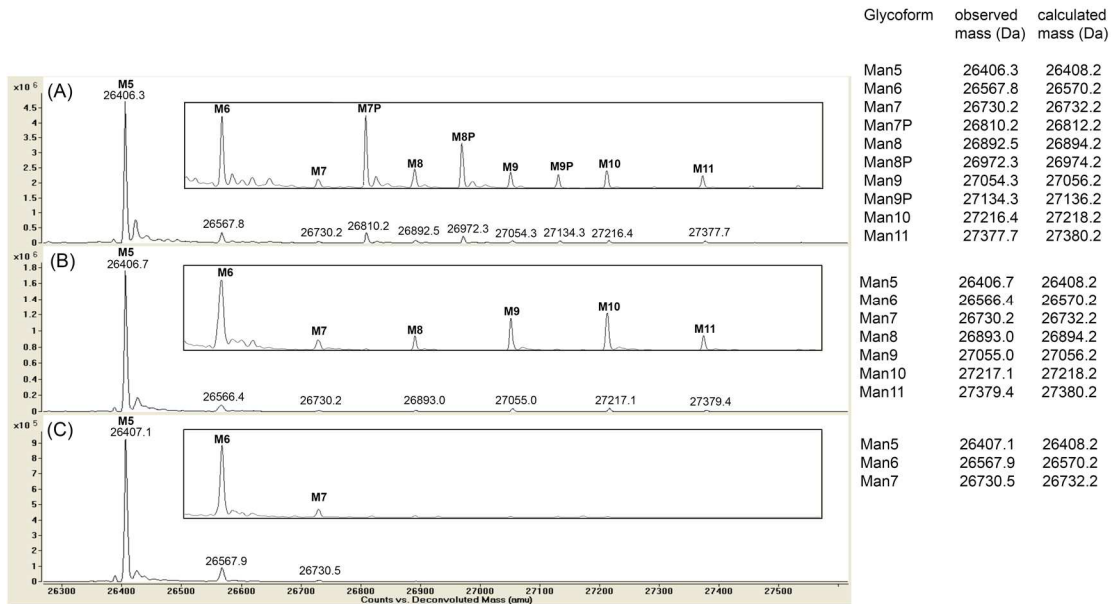 Glycoform observed calculated
mass (Da) mass (Da)
Man5 26406.3 26408.2
Man6 26567.8 26570.2
Man7 26730.2 26732.2
Man7P 26810.2 26812.2
Man8 26892.5 26894.2
Man8P 26972.3 26974.2
Man9 27054.3 27056.2
Man9P 27134.3 27136.2
Man10 27216.4 27218.2
Man11 27377.7 27380.2
Man5 26406.7 26408.2
Man6 26566.4 26570.2
Man7 26730.2 26732.2
Man8 26893.0 26894.2
Man9 27055.0 27056.2
Man10 27217.1 27218.2
Man11 27379.4 27380.2
Man5 26407.1 26408.2
Man6 26567.9 26570.2
Man7 26730.5 26732.2
x10 6
(A)
M5
26406.3
4.5
4
3.5
3
2.5
2
1.5
1
0.5
0
M6 M7 M7P M8 M8P M9 M9P M10 M11
26567.8 26730.2 26810.2 26892.5 26972.3 27054.3 27134.3 27216.4 27377.7
x10 6
(B)
M5
26406.7
1.8
1.6
1.4
1.2
1
0.8
0.6
0.4
0.2
0
M6 M7 M8 M9 M10 M11
26566.4 26730.2 26893.0 27055.0 27217.1 27379.4
x10 5
(C)
M5
26407.1
9
8
7
6
5
4
3
2
1
0
M6 M7
26567.9 26730.5
26300 26400 26500 26600 26700 26800 26900 27000 27100 27200 27300 27400 27500
Counts vs. Deconvoluted Mass (amu)